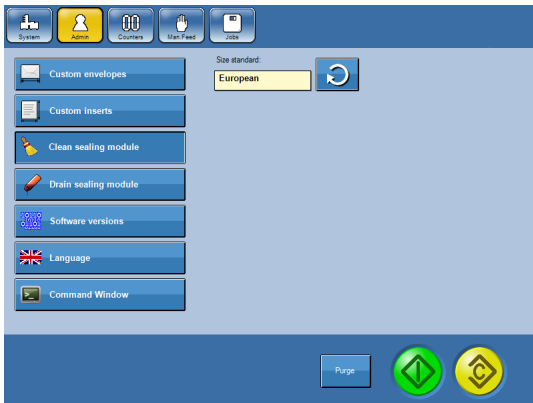 System
Admin
Counters
Man.Feed
Jobs
Size standard:
European
Custom envelopes
Custom inserts
Clean sealing module
Drain sealing module
Software versions
Language
Command Window
Purge
C